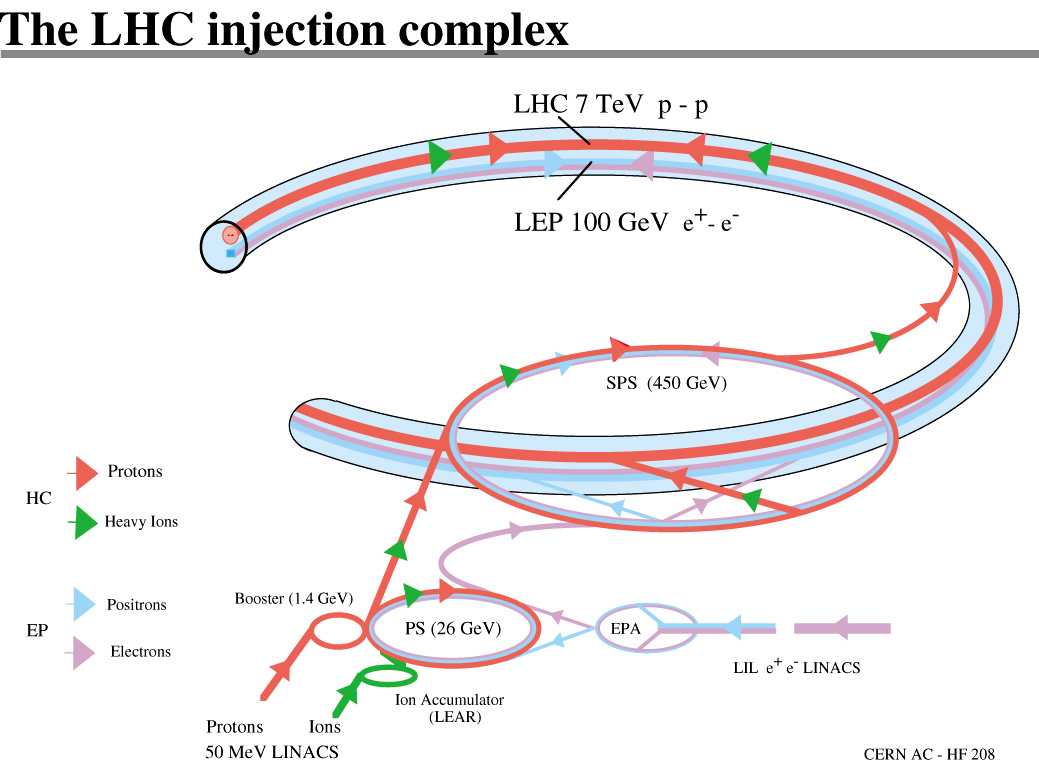 The LHC injection complex
LHC 7 TeV p - p
LEP 100 GeV e+- e-
SPS (450 GeV)
HC
Protons
Heavy Ions
EP
Positrons
Electrons
Booster (1.4 GeV)
PS (26 GeV)
EPA
LIL e+ e- LINACS
Ion Accumulator
(LEAR)
Protons Ions
50 MeV LINACS
CERN AC - HF 208